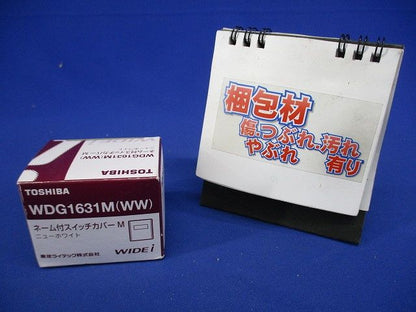 WDG1631M(WW)
TOSHIBA
TOSHIBA
WDG1631M(WW)
ネーム付スイッチカバー M
ニューホワイト
東芝ライテック株式会社
WIDE i
梱包材
傷・つぶれ・汚れ
やぶれ 有り